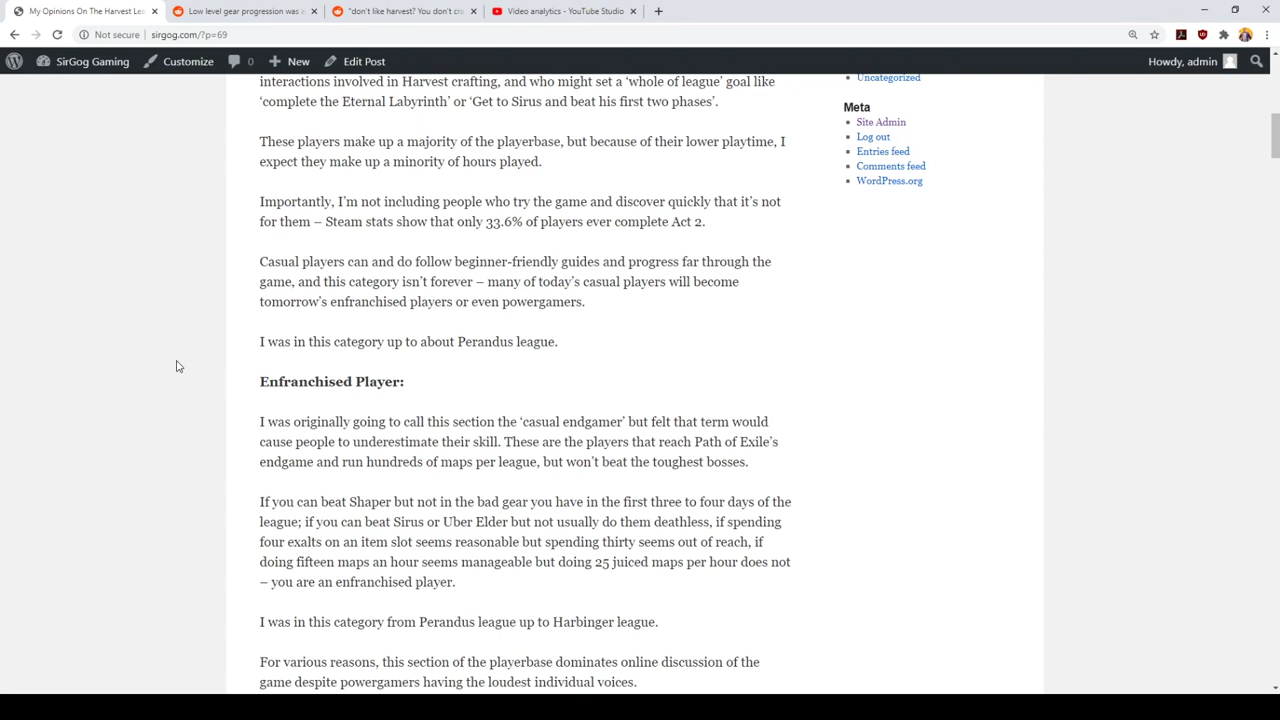 My Opinions On The Harvest Lea
Low level gear progression was a
"don't like harvest? You don't cra
Video analytics - YouTube Studio
Not secure
sirgog.com/?p=69
SirGog Gaming
Customize
0
New
Edit Post
Howdy, admin
interactions involved in Harvest crafting, and who might set a 'whole of league' goal like
'complete the Eternal Labyrinth' or 'Get to Sirus and beat his first two phases'.
These players make up a majority of the playerbase, but because of their lower playtime, I
expect they make up a minority of hours played.
Importantly, I'm not including people who try the game and discover quickly that it's not
for them – Steam stats show that only 33.6% of players ever complete Act 2.
Casual players can and do follow beginner-friendly guides and progress far through the
game, and this category isn't forever – many of today's casual players will become
tomorrow's enfranchised players or even powergamers.
I was in this category up to about Perandus league.
Enfranchised Player:
I was originally going to call this section the 'casual endgamer' but felt that term would
cause people to underestimate their skill. These are the players that reach Path of Exile's
endgame and run hundreds of maps per league, but won't beat the toughest bosses.
If you can beat Shaper but not in the bad gear you have in the first three to four days of the
league; if you can beat Sirus or Uber Elder but not usually do them deathless, if spending
four exalts on an item slot seems reasonable but spending thirty seems out of reach, if
doing fifteen maps an hour seems manageable but doing 25 juiced maps per hour does not
– you are an enfranchised player.
I was in this category from Perandus league up to Harbinger league.
For various reasons, this section of the playerbase dominates online discussion of the
game despite powergamers having the loudest individual voices.
Uncategorized
Meta
Site Admin
Log out
Entries feed
Comments feed
WordPress.org